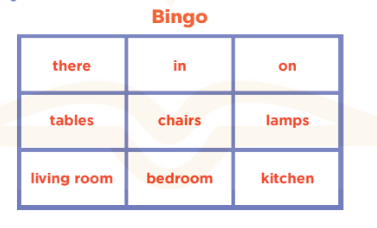 Bingo
there in on
tables chairs lamps
living room bedroom kitchen